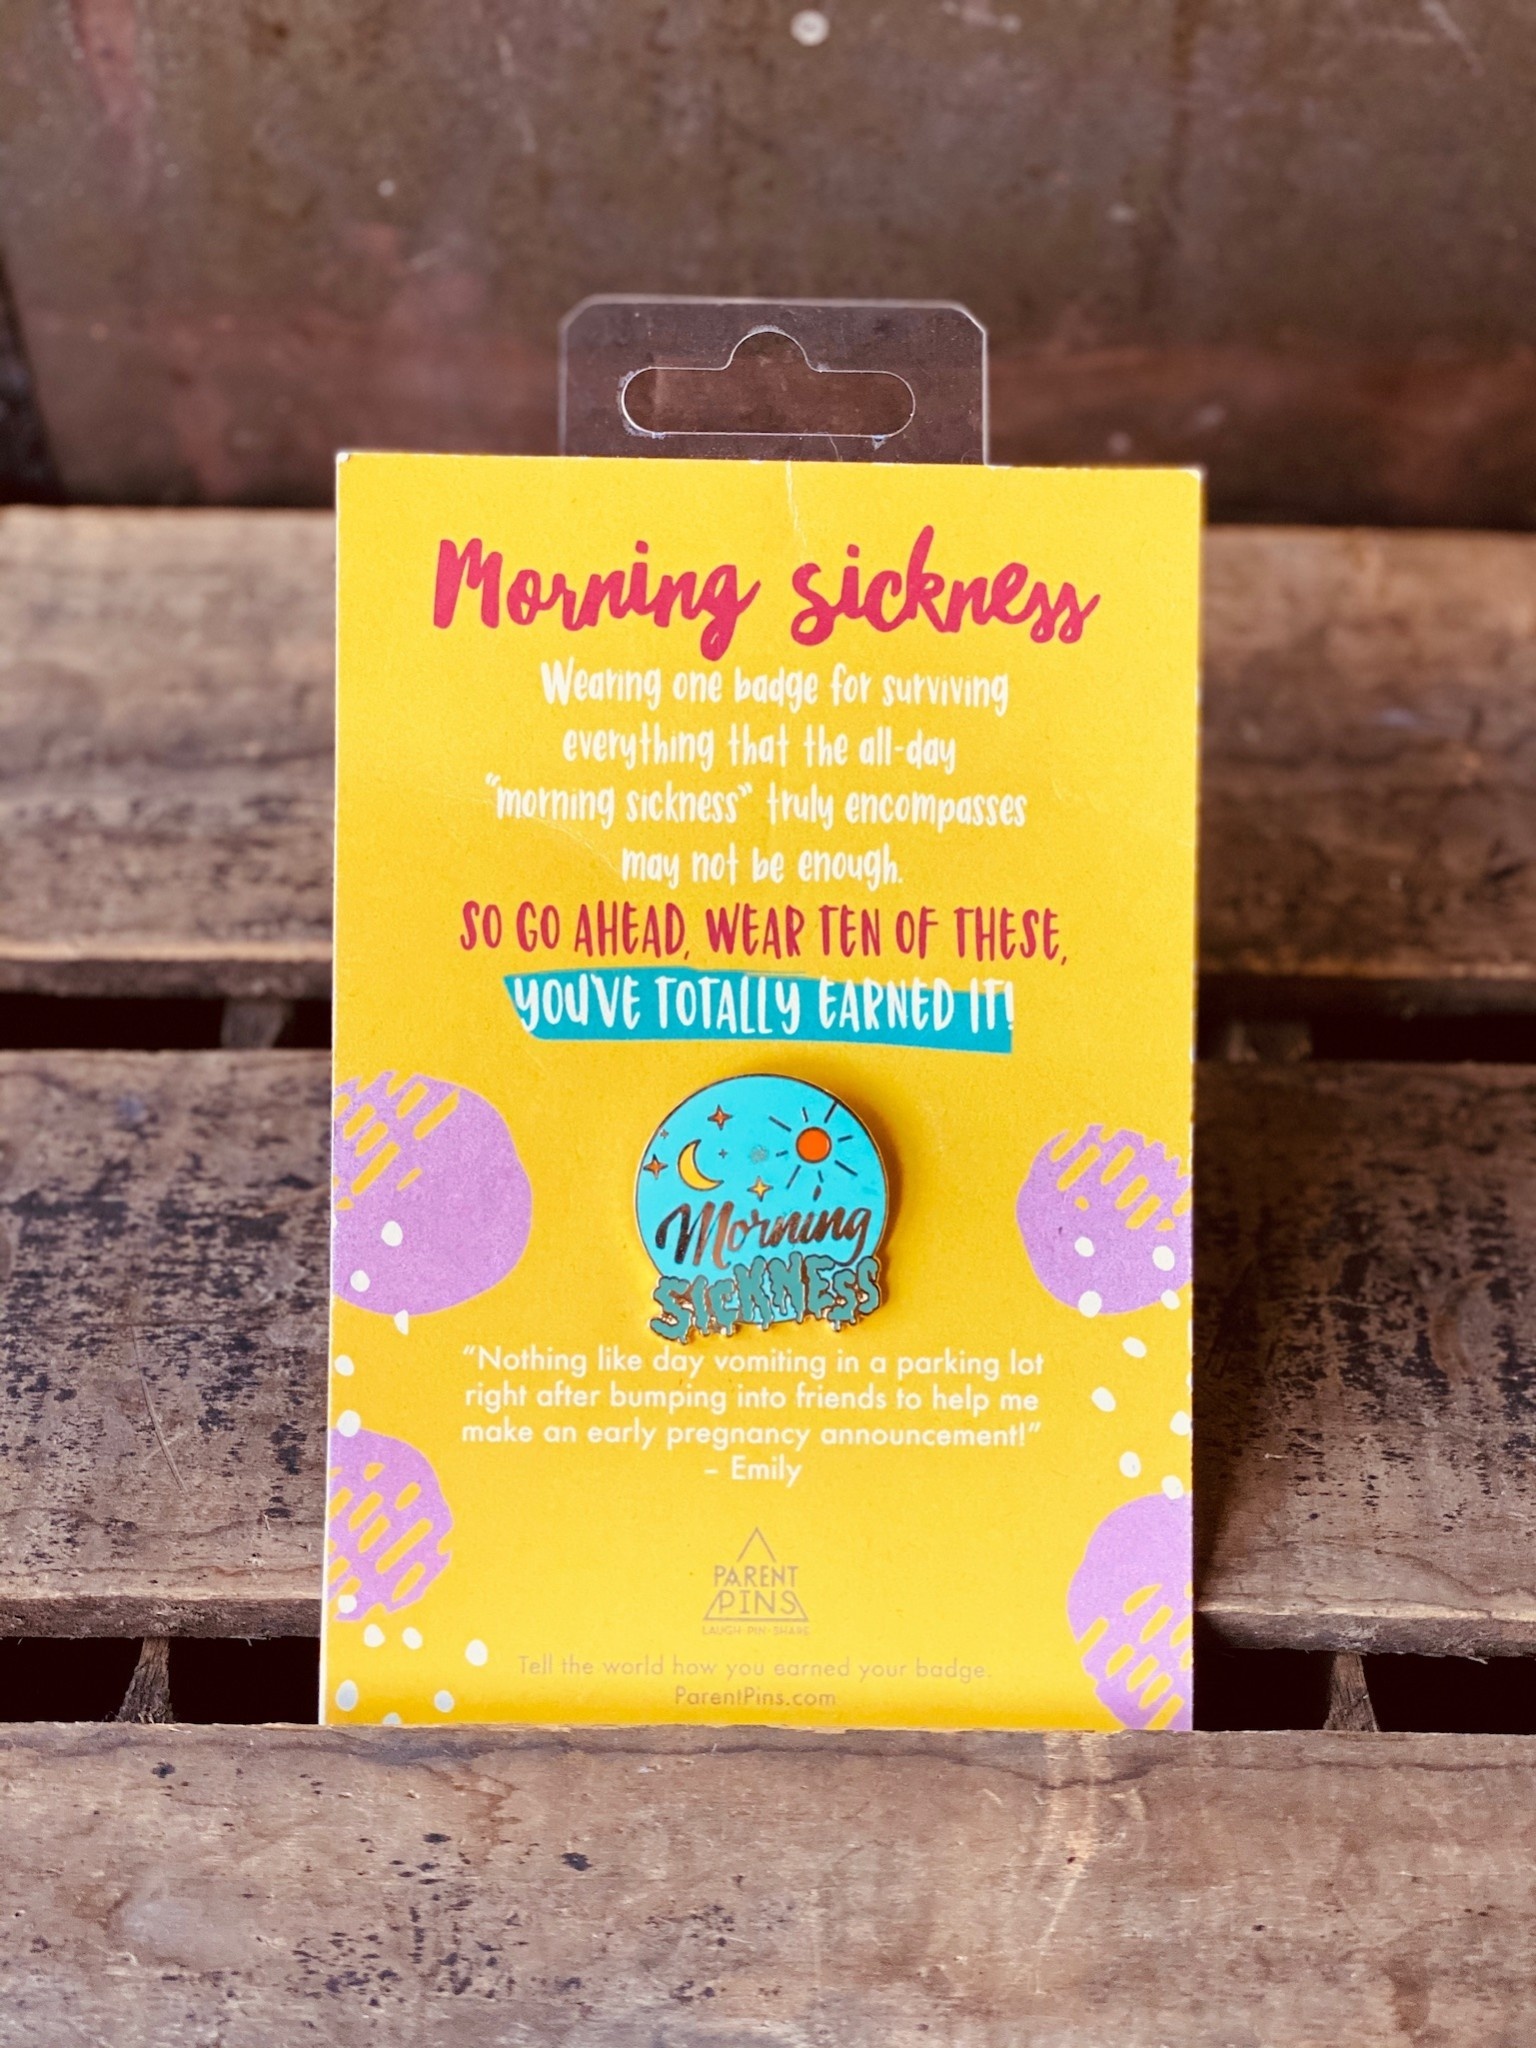 Morning sickness
Wearing one badge for surviving
everything that the all-day
"morning sickness" truly encompasses
may not be enough.
SO GO AHEAD, WEAR TEN OF THESE,
YOU'VE TOTALLY EARNED IT!
Morning
SICKNESS
"Nothing like day vomiting in a parking lot
right after bumping into friends to help me
make an early pregnancy announcement!"
– Emily
PARENT
PINS
LAUGH·PIN·SHARE
Tell the world how you earned your badge.
ParentPins.com